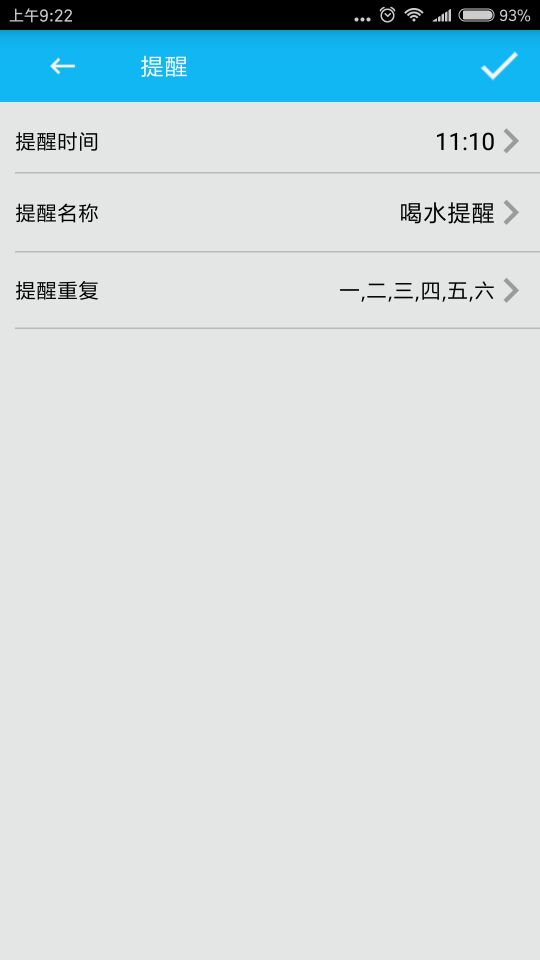 上午9:22 93%
提醒
提醒时间 11:10
提醒名称 喝水提醒
提醒重复 一,二,三,四,五,六